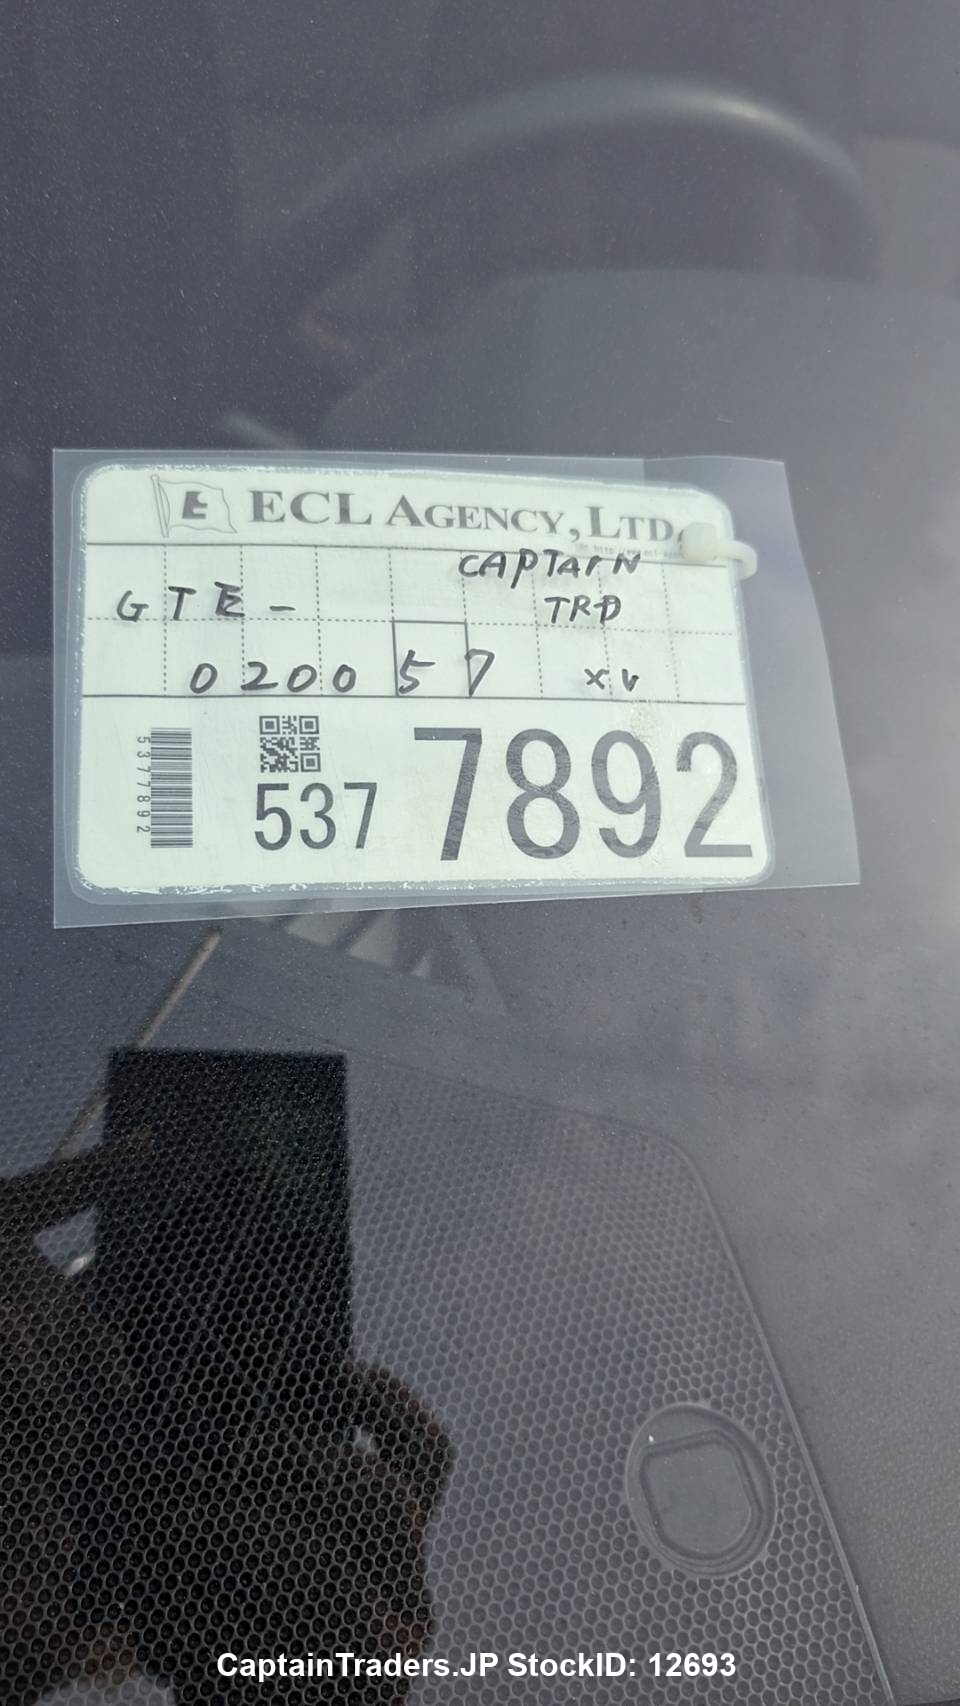 E ECL AGENCY, LTD.
CAPTAIN
GTE-
TRD
020057 XV
5377892
537 7892
CaptainTraders.JP StockID: 12693